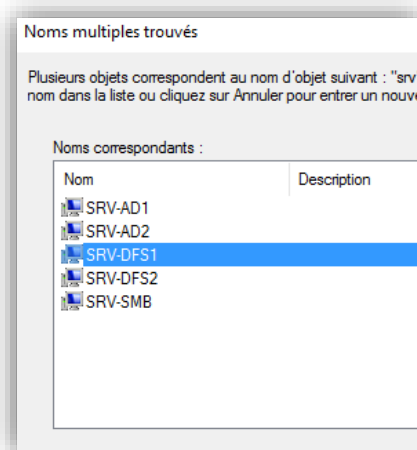 Noms multiples trouvés
Plusieurs objets correspondent au nom d'objet suivant : "srv
nom dans la liste ou cliquez sur Annuler pour entrer un nouve
Noms correspondants :
Nom Description
SRV-AD1
SRV-AD2
SRV-DFS1
SRV-DFS2
SRV-SMB